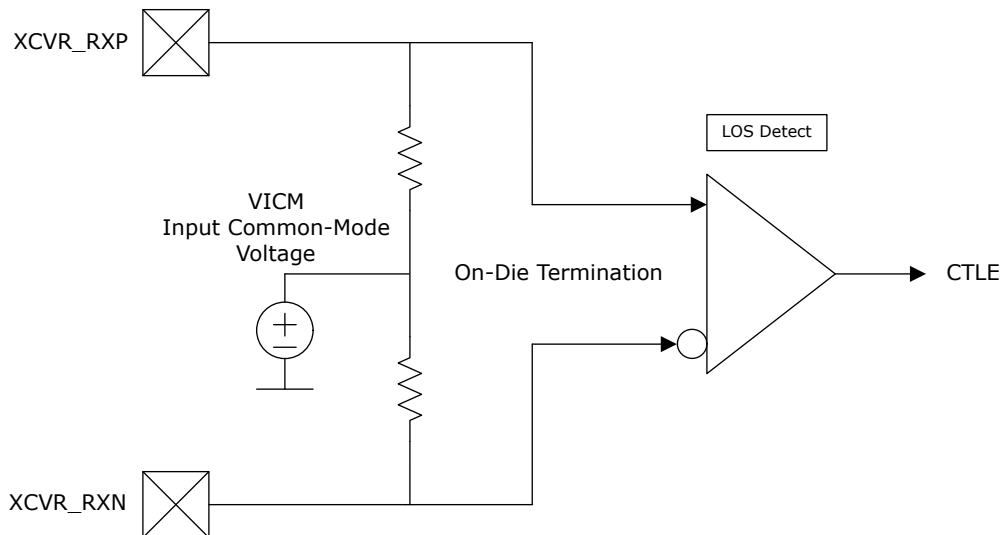 XCVR_RXP
LOS Detect
VICM
Input Common-Mode
Voltage
On-Die Termination
CTLE
XCVR_RXN